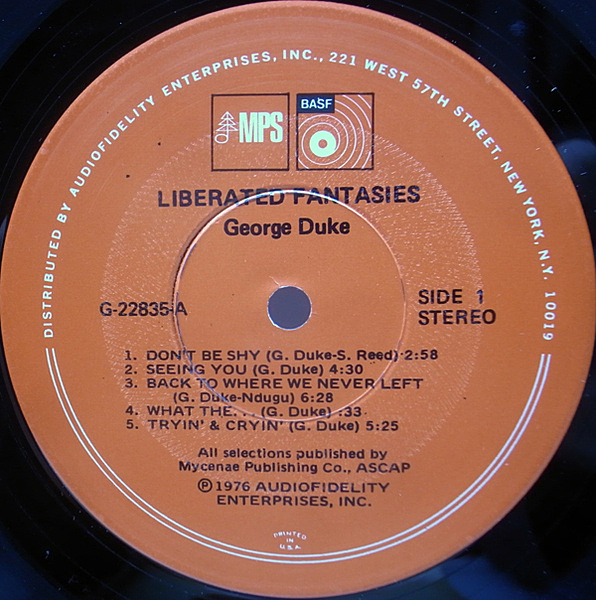 DISTRIBUTED BY AUDIOFIDELITY ENTERPRISES, INC., 221 WEST 57TH STREET, NEW YORK, N.Y. 10019
MPS
BASF
LIBERATED FANTASIES
George Duke
G-22835-A
SIDE 1
STEREO
1. DON'T BE SHY (G. Duke-S. Reed) 2:58
2. SEEING YOU (G. Duke) 4:30
3. BACK TO WHERE WE NEVER LEFT
(G. Duke-Ndugu) 6:28
4. WHAT THE. . . (G. Duke) :33
5. TRYIN' & CRYIN' (G. Duke) 5:25
All selections published by
Mycenae Publishing Co., ASCAP
℗ 1976 AUDIOFIDELITY
ENTERPRISES, INC.
PRINTED
IN
U.S.A.